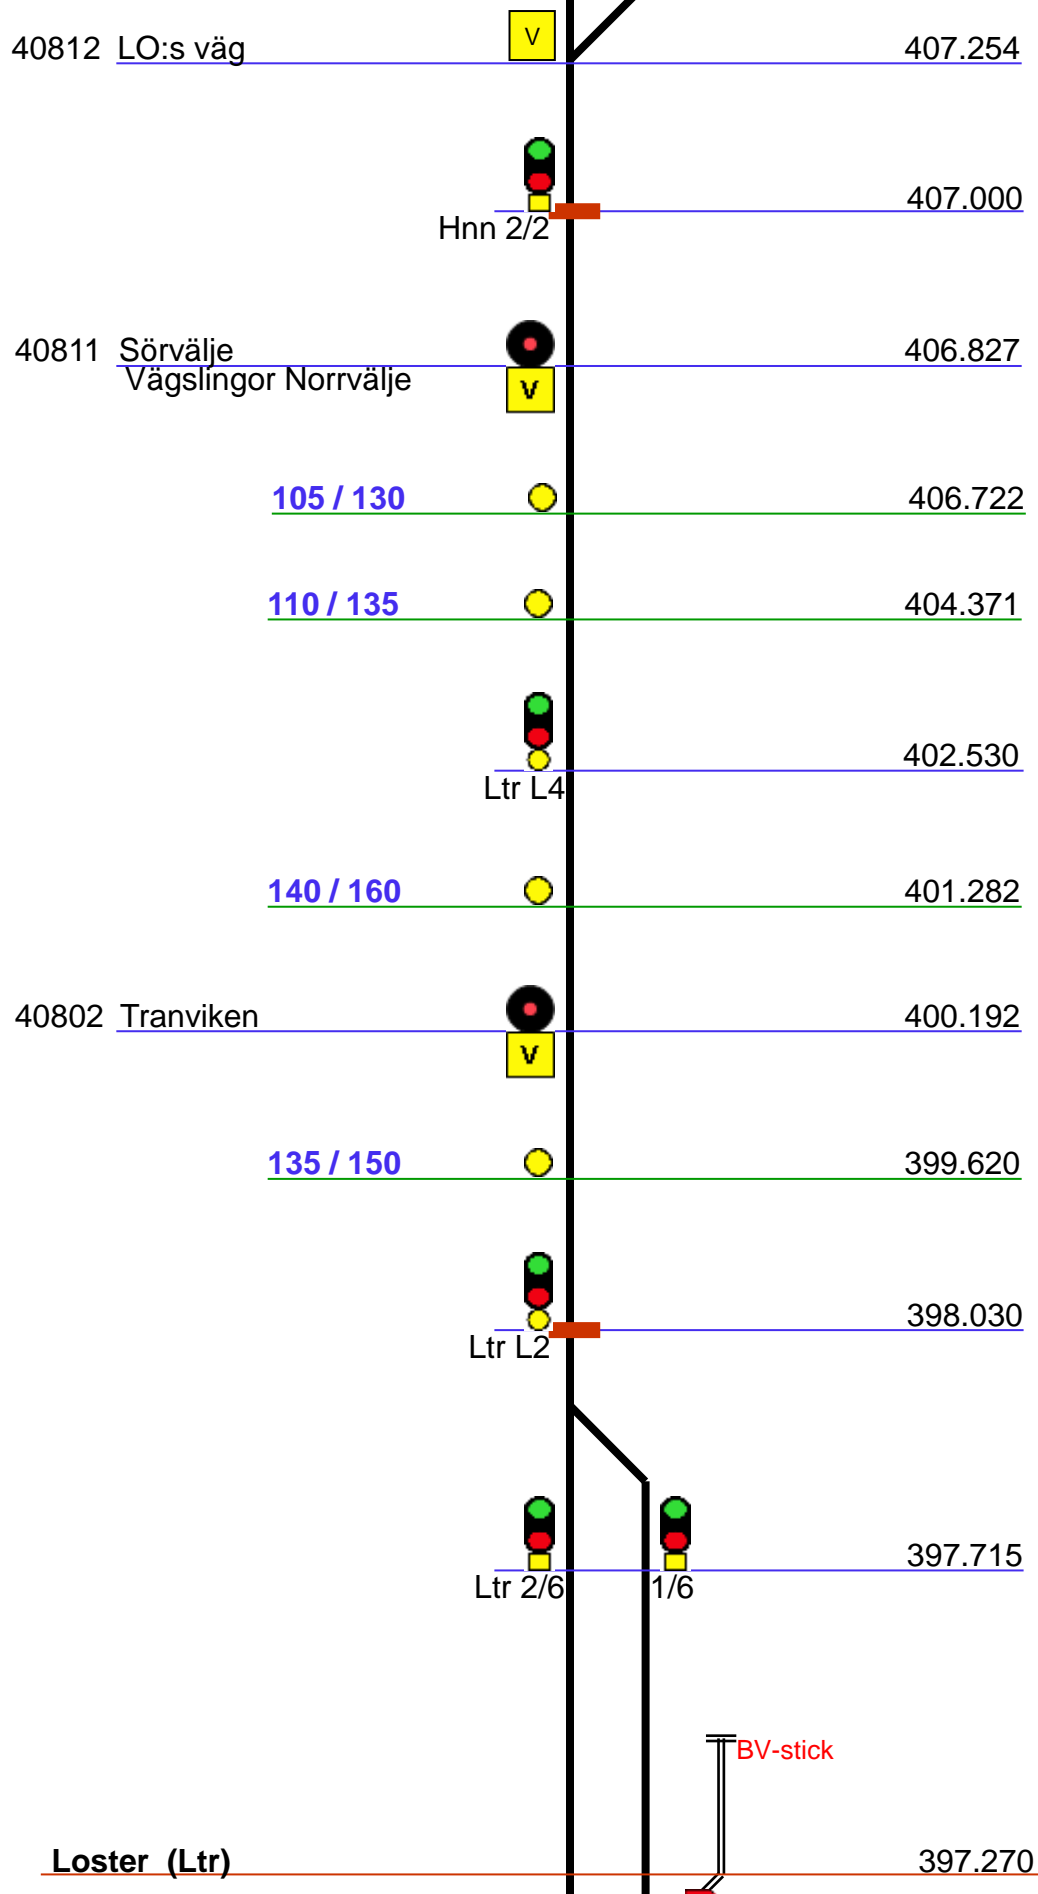 40812 LO:s väg V 407.254
407.000
Hnn 2/2
40811 Sörvälje 406.827
Vägslingor Norrvälje V
105 / 130 406.722
110 / 135 404.371
402.530
Ltr L4
140 / 160 401.282
40802 Tranviken 400.192
V
135 / 150 399.620
398.030
Ltr L2
397.715
Ltr 2/6 1/6
BV-stick
Loster (Ltr) 397.270